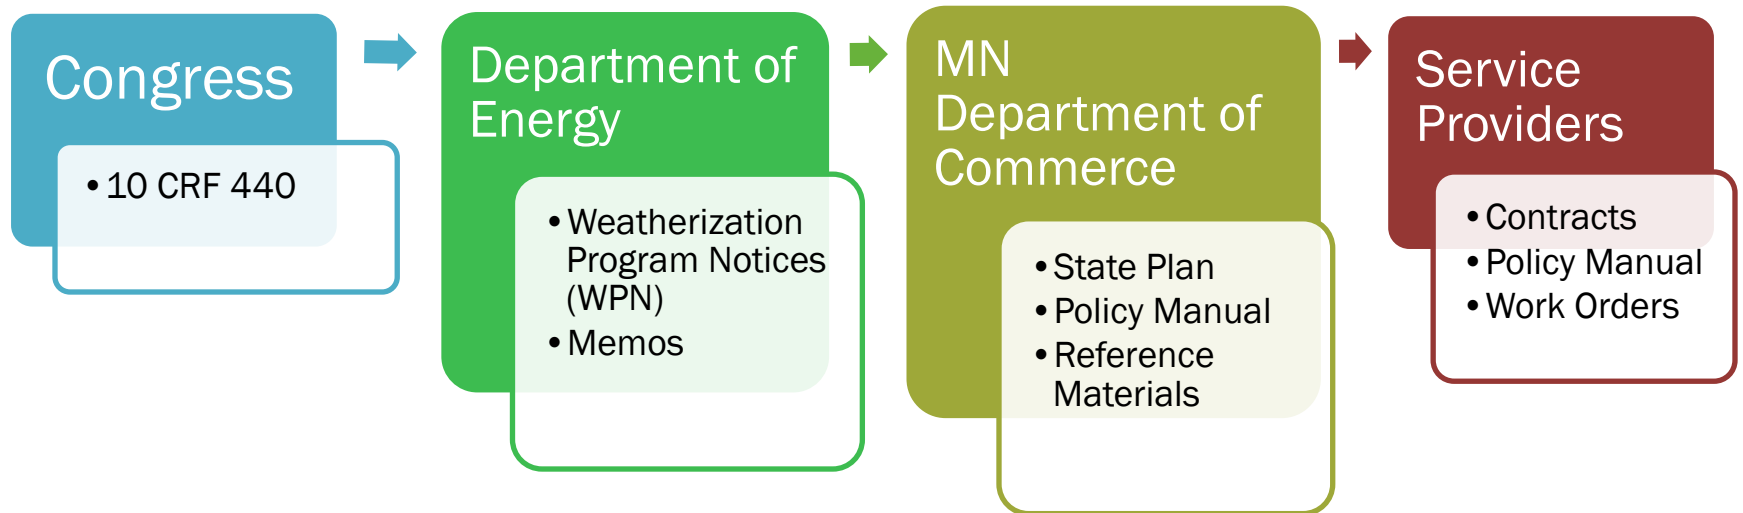 Congress
• 10 CRF 440
Department of
Energy
• Weatherization
Program Notices
(WPN)
• Memos
MN
Department of
Commerce
• State Plan
• Policy Manual
• Reference
Materials
Service
Providers
• Contracts
• Policy Manual
• Work Orders